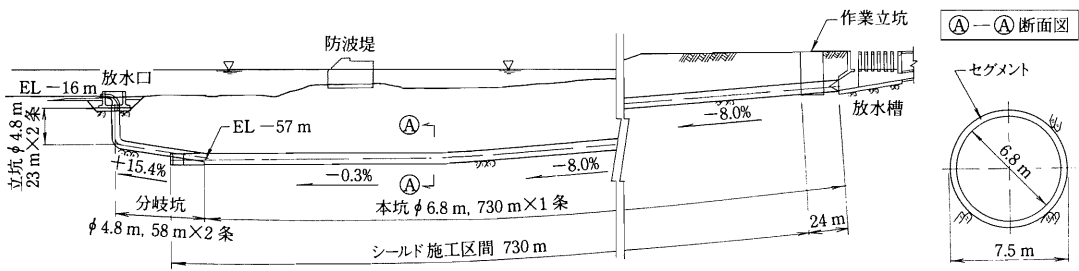 作業立坑
Ⓐ—Ⓐ 断面図
防波堤
放水口
セグメント
EL −16 m
放水槽
立坑 φ4.8 m
23 m×2 条
EL −57 m
Ⓐ
−8.0%
6.8 m
+15.4%
−0.3%
Ⓐ
−8.0%
分岐坑
本坑 φ6.8 m, 730 m×1 条
φ4.8 m, 58 m×2 条
24 m
シールド施工区間 730 m
7.5 m